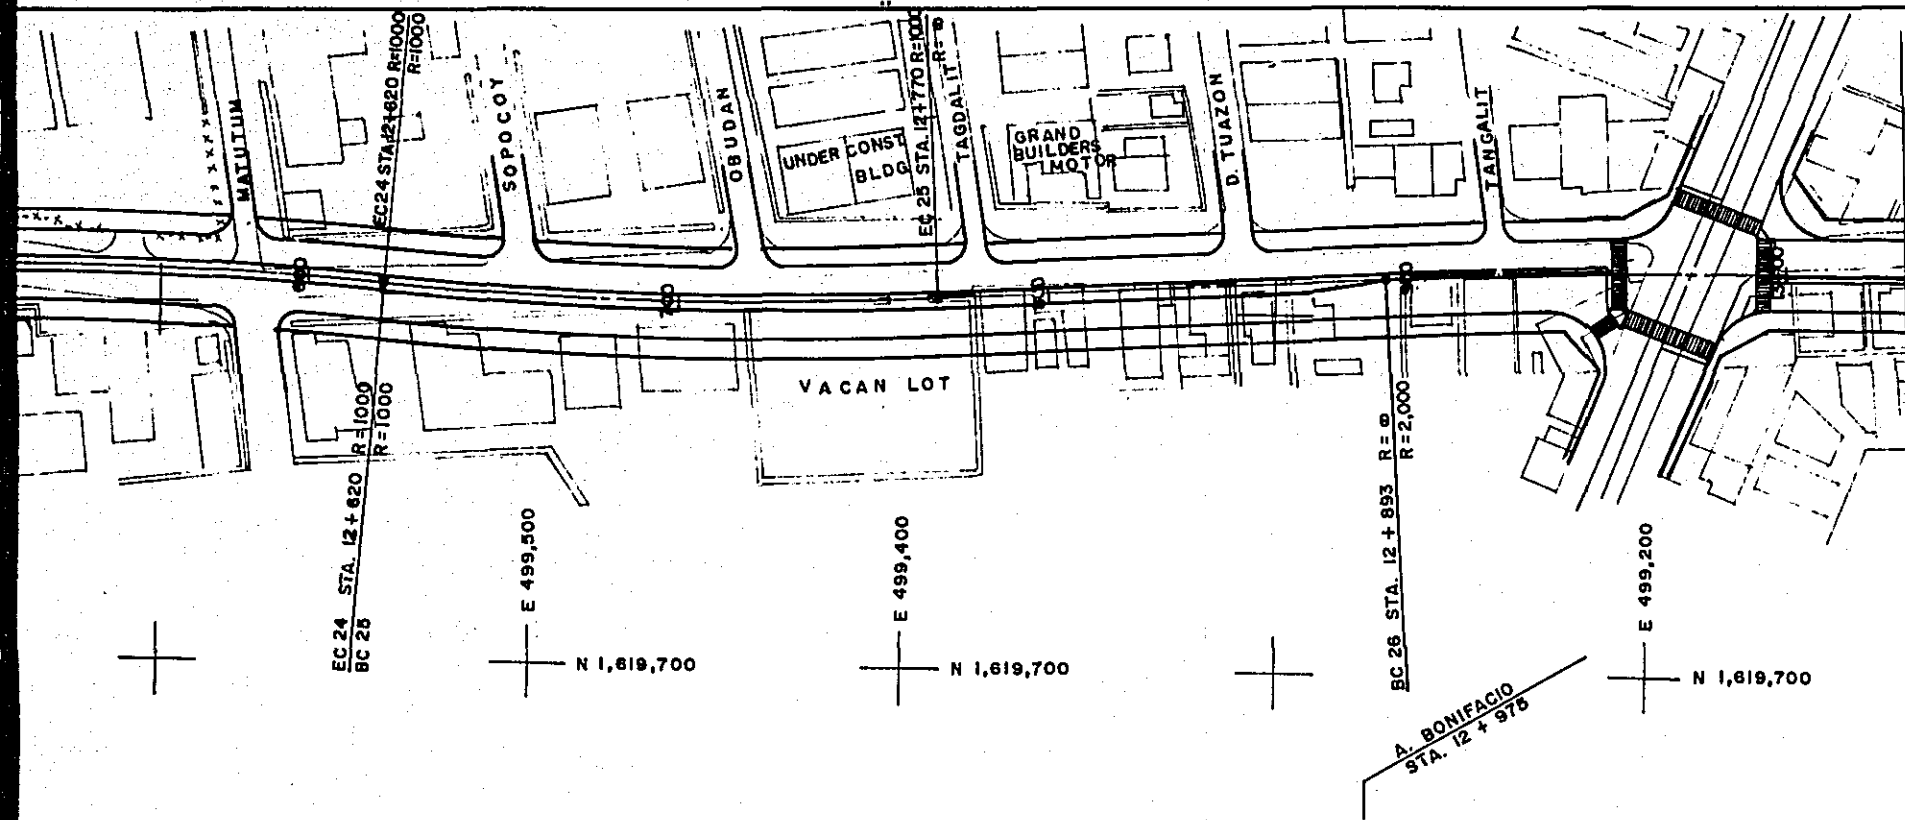 MATUTUM
EC 24 STA. 12+620 R=1000
R=1000
SOPOCOY
OBUDAN
UNDER CONST
BLDG
EC 25 STA. 12+770 R=1000
R=∞
TAGDALIT
GRAND
BUILDERS
MOTOR
D. TUAZON
TANGALIT
VACAN LOT
EC 24 STA. 12+620 R=1000
BC 25 R=1000
E 499,500
E 499,400
BC 26 STA. 12+893 R=∞
R=2,000
E 499,200
N 1,619,700
N 1,619,700
N 1,619,700
A. BONIFACIO
STA. 12 + 975